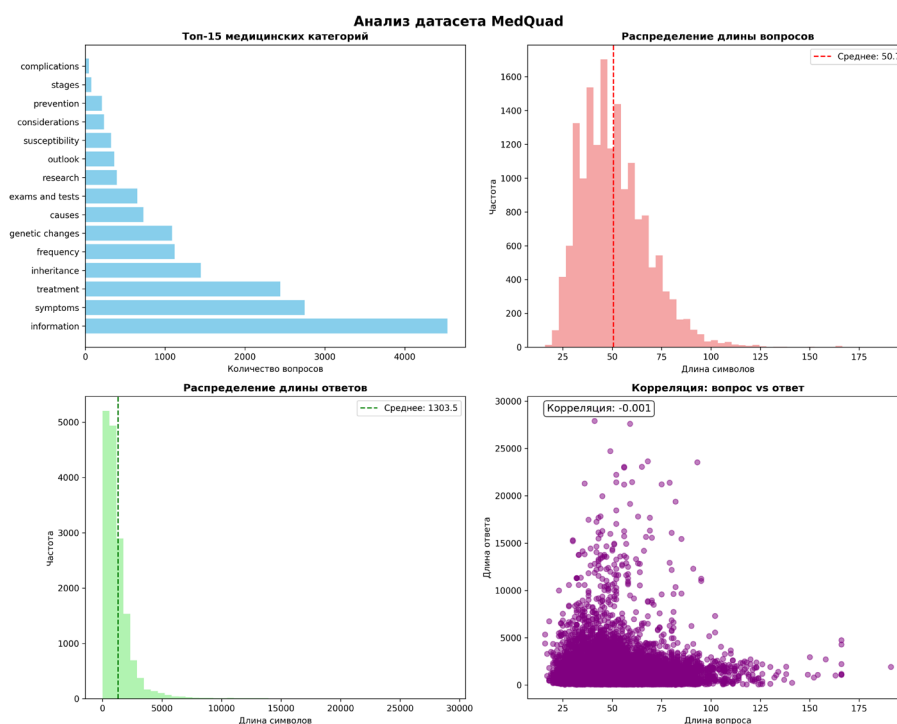 Анализ датасета MedQuad
Топ-15 медицинских категорий
complications
stages
prevention
considerations
susceptibility
outlook
research
exams and tests
causes
genetic changes
frequency
inheritance
treatment
symptoms
information
0 1000 2000 3000 4000
Количество вопросов
Распределение длины вопросов
Среднее: 50.7
1600
1400
1200
1000
800
600
400
200
0
Частота
25 50 75 100 125 150 175
Длина символов
Распределение длины ответов
Среднее: 1303.5
5000
4000
3000
2000
1000
0
Частота
0 5000 10000 15000 20000 25000 30000
Длина символов
Корреляция: вопрос vs ответ
Корреляция: -0.001
30000
25000
20000
15000
10000
5000
0
Длина ответа
25 50 75 100 125 150 175
Длина вопроса